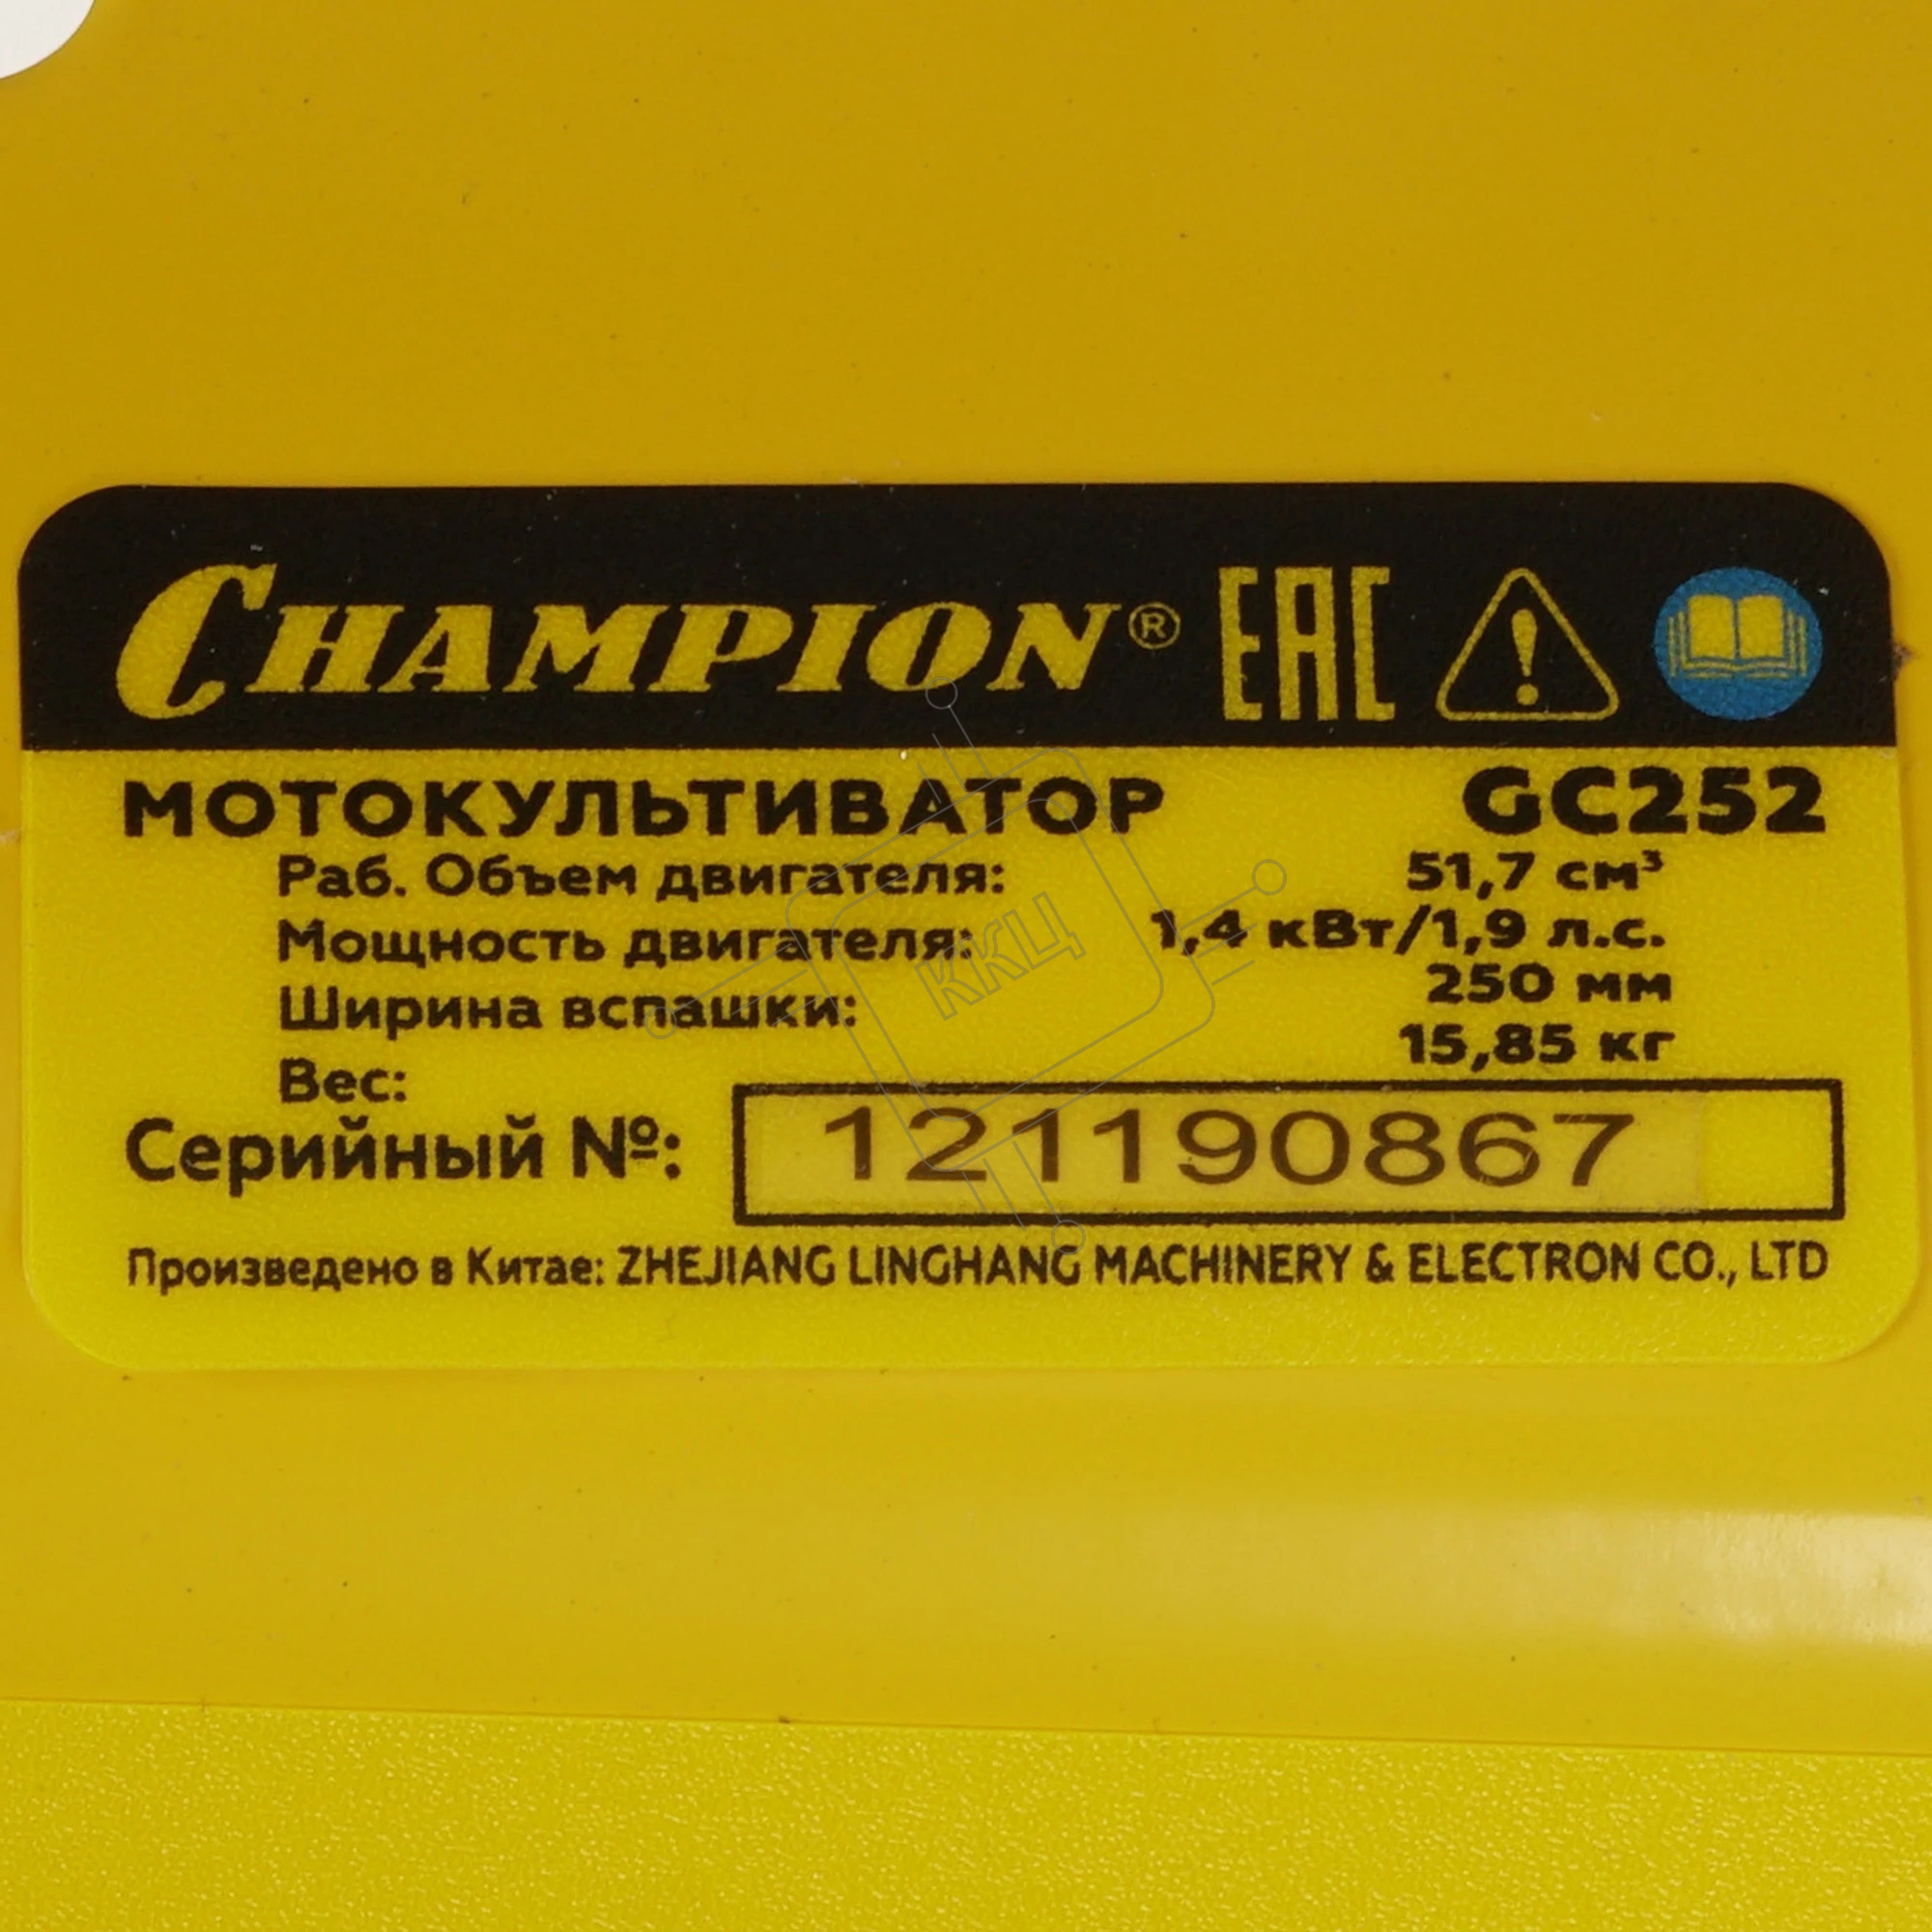 CHAMPION® EAC
МОТОКУЛЬТИВАТОР GC252
Раб. Объем двигателя: 51,7 см³
Мощность двигателя: 1,4 кВт/1,9 л.с.
Ширина вспашки: 250 мм
Вес: 15,85 кг
Серийный №: 121190867
Произведено в Китае: ZHEJIANG LINGHANG MACHINERY & ELECTRON CO., LTD
ККЦ